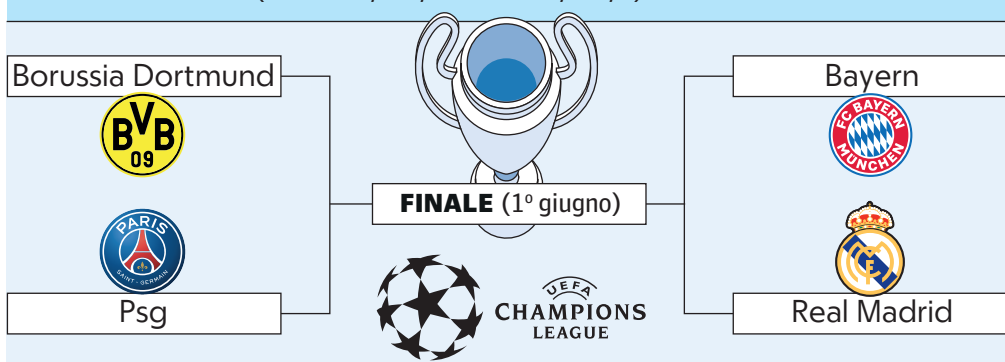 Borussia Dortmund
Bayern
BVB
09
FC BAYERN
MÜNCHEN
FINALE (1º giugno)
PARIS
SAINT-GERMAIN
Psg
UEFA
CHAMPIONS
LEAGUE
Real Madrid